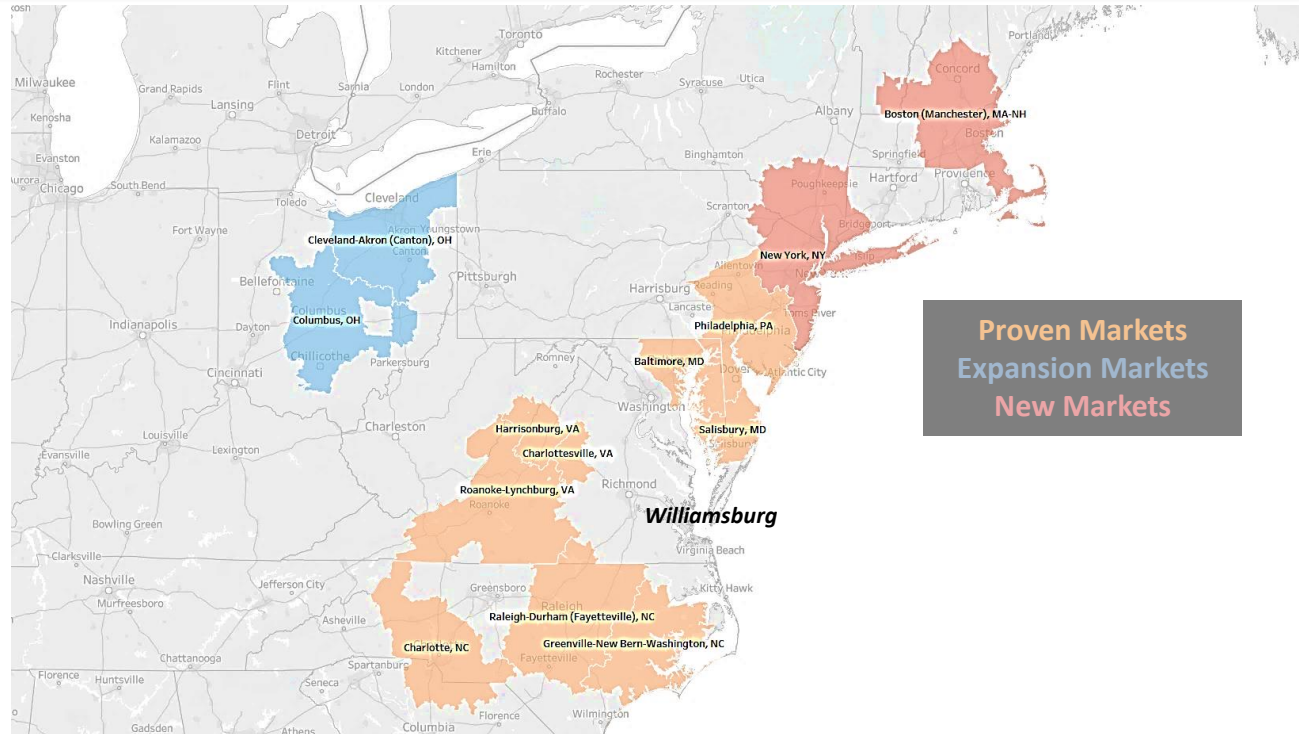 Toronto
Portland
Kitchener
Hamilton
Rochester
Utica
Syracuse
Concord
Milwaukee
Grand Rapids
Flint
Sarnia
London
Lansing
Buffalo
Albany
Boston (Manchester), MA-NH
Kenosha
Boston
Kalamazoo
Detroit
Erie
Binghamton
Springfield
Evanston
Hartford
Providence
Aurora
Chicago
South Bend
Poughkeepsie
Toledo
Cleveland
Scranton
Bridgeport
Fort Wayne
Akron
Youngstown
Cleveland-Akron (Canton), OH
Canton
New York, NY
Islip
Allentown
Pittsburgh
Bellefontaine
Reading
Harrisburg
Lancaster
Toms River
Columbus
Columbus, OH
Indianapolis
Dayton
Philadelphia, PA
Philadelphia
Proven Markets
Expansion Markets
New Markets
Chillicothe
Parkersburg
Romney
Baltimore, MD
Dover
Atlantic City
Cincinnati
Washington
Charleston
Harrisonburg, VA
Salisbury, MD
Salisbury
Louisville
Lexington
Charlottesville, VA
Evansville
Roanoke-Lynchburg, VA
Richmond
Roanoke
Williamsburg
Bowling Green
Virginia Beach
Clarksville
Nashville
Jefferson City
Greensboro
Kitty Hawk
Murfreesboro
Raleigh
Raleigh-Durham (Fayetteville), NC
Asheville
Charlotte, NC
Greenville-New Bern-Washington, NC
Chattanooga
Spartanburg
Fayetteville
Florence
Huntsville
Seneca
Florence
Wilmington
Gadsden
Athens
Columbia